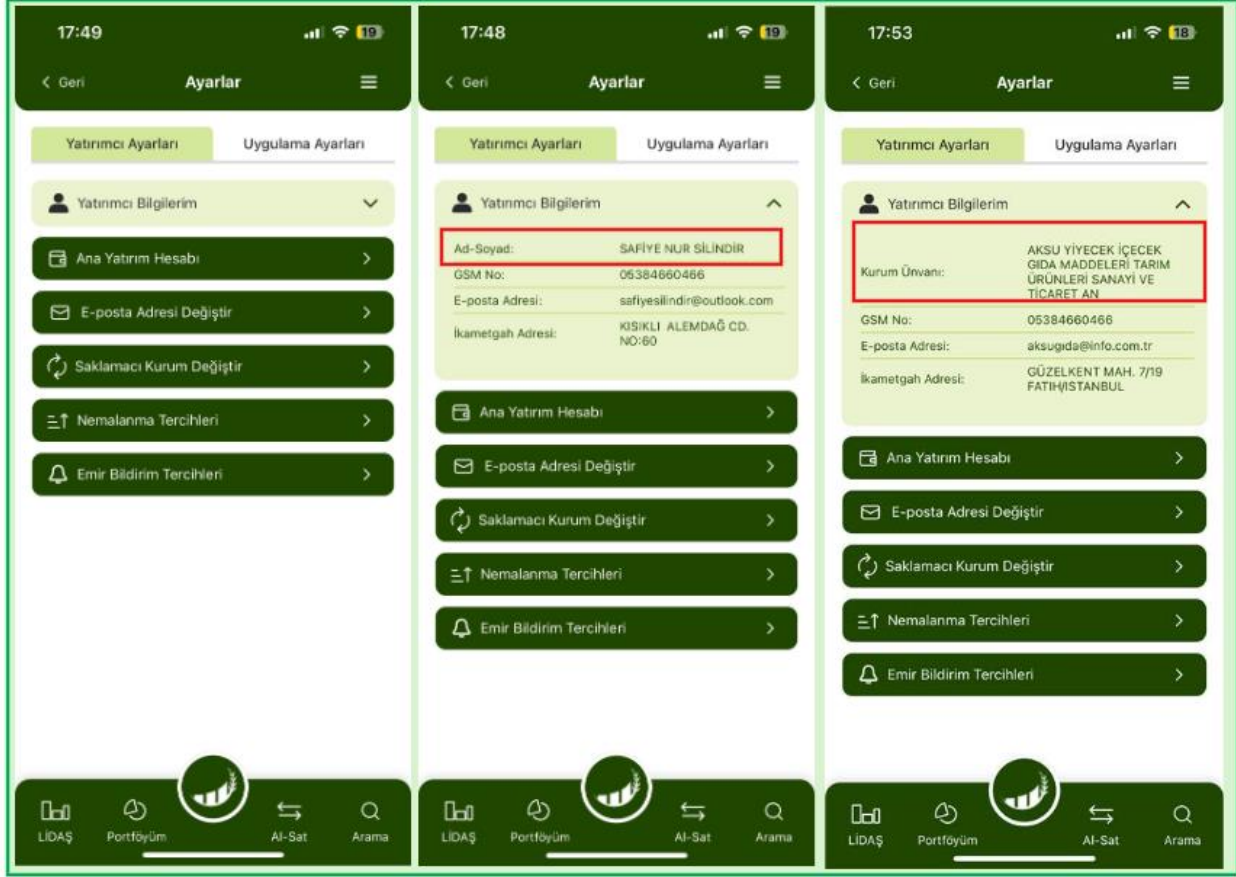 17:49
19
Geri
Ayarlar
Yatırımcı Ayarları
Uygulama Ayarları
Yatırımcı Bilgilerim
Ana Yatırım Hesabı
E-posta Adresi Değiştir
Saklamacı Kurum Değiştir
Nemalanma Tercihleri
Emir Bildirim Tercihleri
LİDAŞ
Portföyüm
Al-Sat
Arama
17:48
19
Geri
Ayarlar
Yatırımcı Ayarları
Uygulama Ayarları
Yatırımcı Bilgilerim
Ad-Soyad: SAFİYE NUR SİLİNDİR
GSM No: 05384660466
E-posta Adresi: safiyesilindir@outlook.com
İkametgah Adresi: KISIKLI ALEMDAĞ CD.
NO:60
Ana Yatırım Hesabı
E-posta Adresi Değiştir
Saklamacı Kurum Değiştir
Nemalanma Tercihleri
Emir Bildirim Tercihleri
LİDAŞ
Portföyüm
Al-Sat
Arama
17:53
18
Geri
Ayarlar
Yatırımcı Ayarları
Uygulama Ayarları
Yatırımcı Bilgilerim
Kurum Ünvanı: AKSU YİYECEK İÇECEK
GIDA MADDELERİ TARIM
ÜRÜNLERİ SANAYİ VE
TİCARET AN
GSM No: 05384660466
E-posta Adresi: aksugıda@info.com.tr
İkametgah Adresi: GÜZELKENT MAH. 7/19
FATIH/ISTANBUL
Ana Yatırım Hesabı
E-posta Adresi Değiştir
Saklamacı Kurum Değiştir
Nemalanma Tercihleri
Emir Bildirim Tercihleri
LİDAŞ
Portföyüm
Al-Sat
Arama